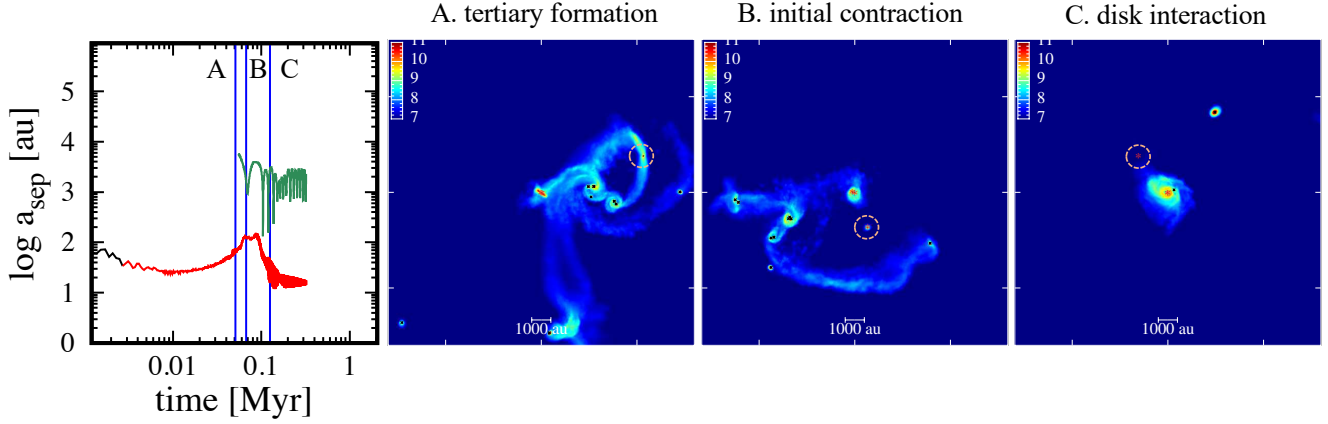 A. tertiary formation
B. initial contraction
C. disk interaction
A B C
5
4
3
2
1
0
log a_sep [au]
0.01 0.1 1
time [Myr]
11
10
9
8
7
1000 au
11
10
9
8
7
1000 au
11
10
9
8
7
1000 au